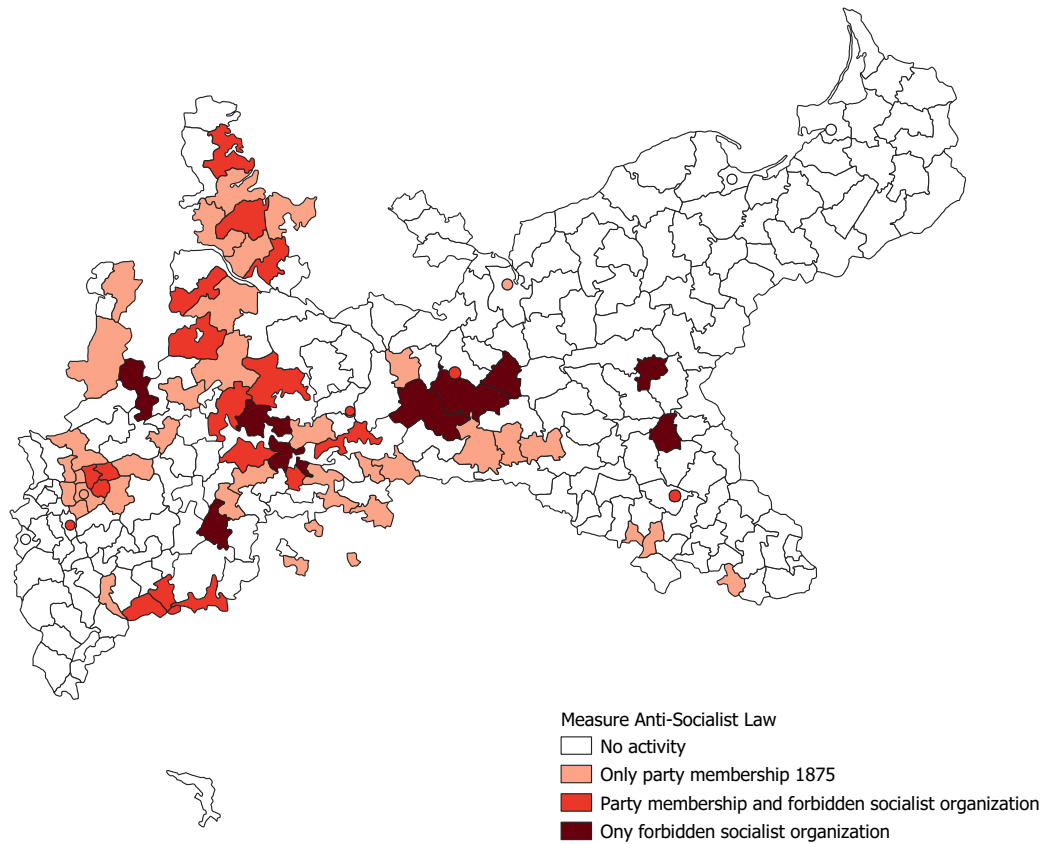 Measure Anti-Socialist Law
No activity
Only party membership 1875
Party membership and forbidden socialist organization
Ony forbidden socialist organization